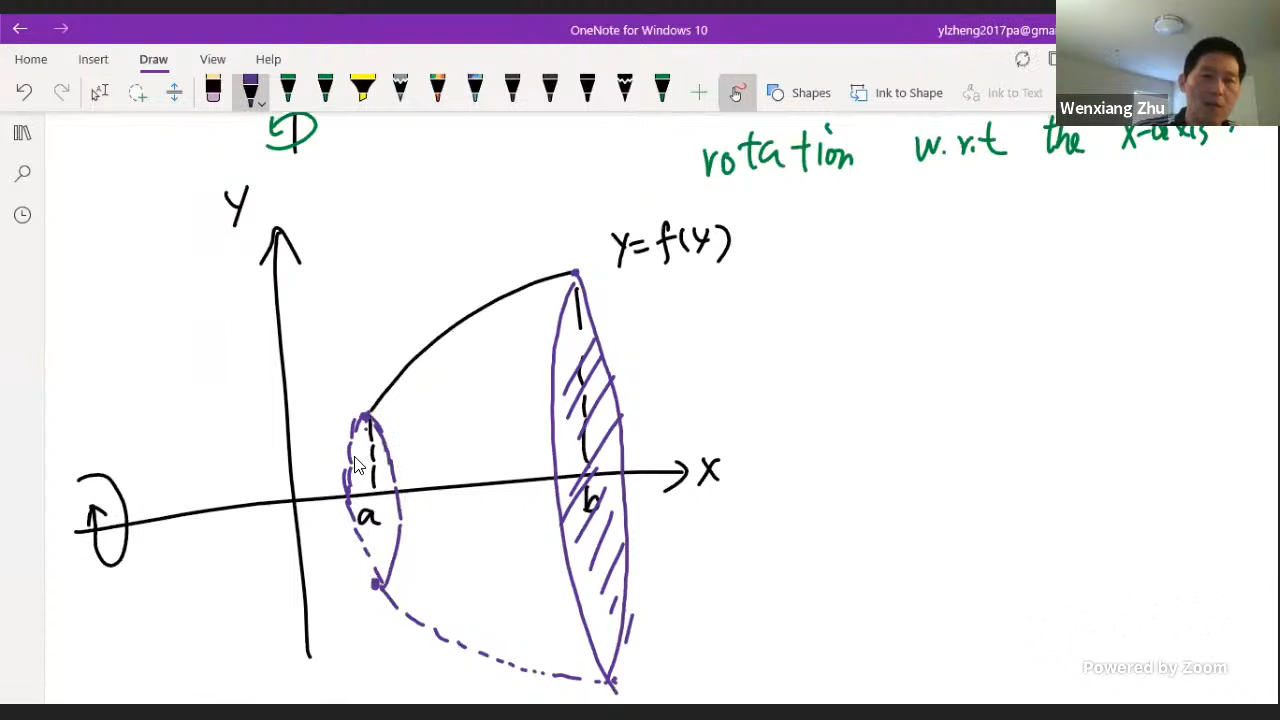 OneNote for Windows 10
ylzheng2017pa@gma
Home Insert Draw View Help
Shapes Ink to Shape Ink to Text
Wenxiang Zhu
rotation w.r.t the x-axis
Y
y=f(y)
X
a
b
Powered by Zoom